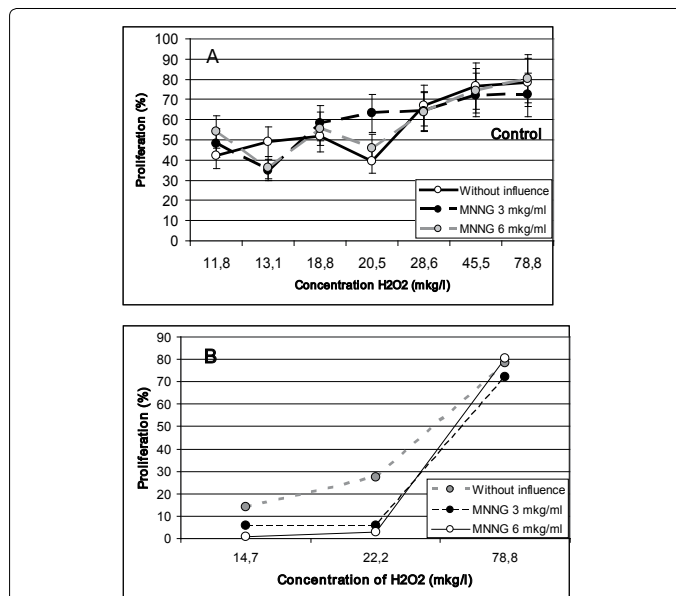 A
Proliferation (%)
100
90
80
70
60
50
40
30
20
10
0
Control
Without influence
MNNG 3 mkg/ml
MNNG 6 mkg/ml
11,8 13,1 18,8 20,5 28,6 45,5 78,8
Concentration H2O2 (mkg/l)
B
Proliferation (%)
90
80
70
60
50
40
30
20
10
0
Without influence
MNNG 3 mkg/ml
MNNG 6 mkg/ml
14,7 22,2 78,8
Concentration of H2O2 (mkg/l)